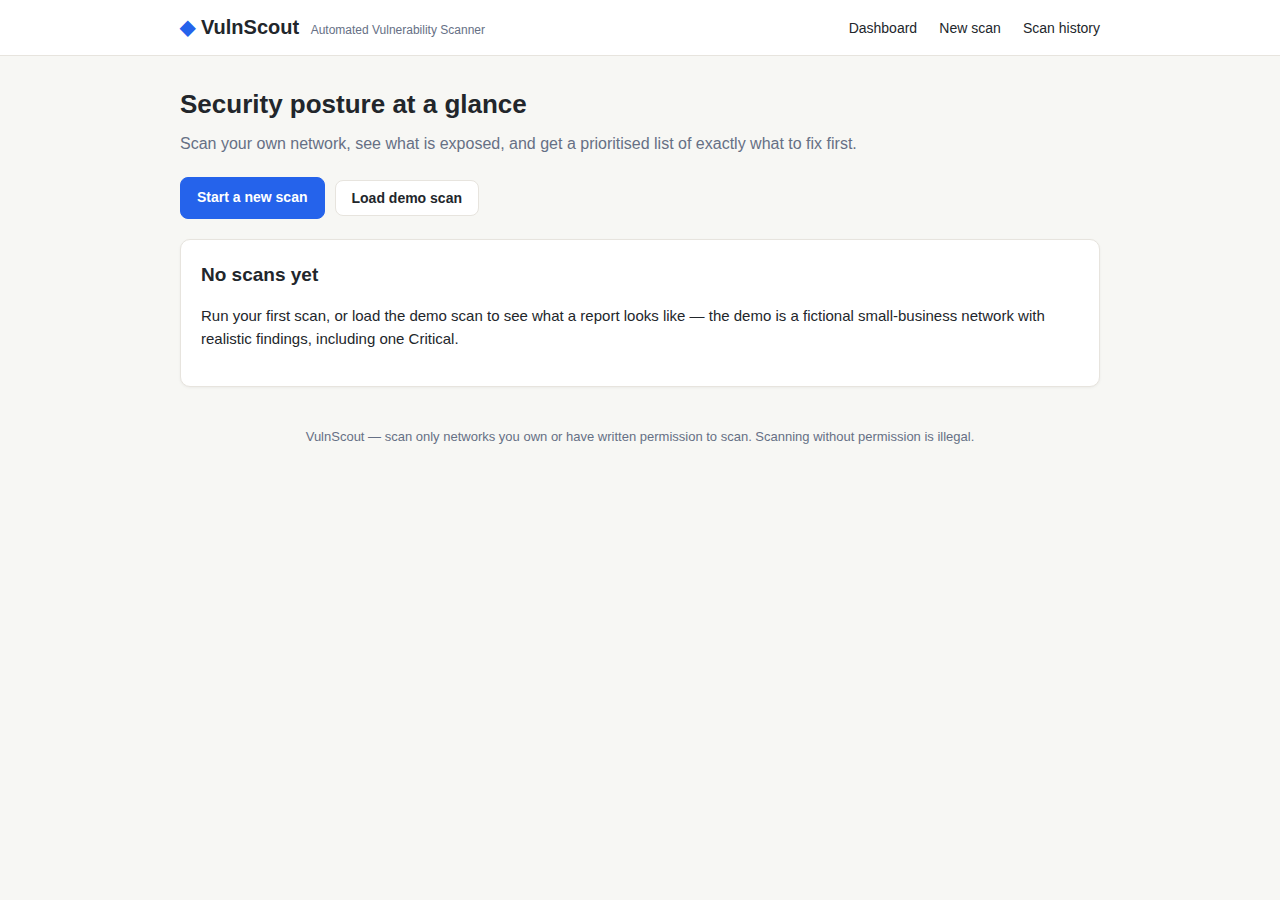 VulnScout Automated Vulnerability Scanner
Dashboard New scan Scan history
Security posture at a glance
Scan your own network, see what is exposed, and get a prioritised list of exactly what to fix first.
Start a new scan Load demo scan
No scans yet
Run your first scan, or load the demo scan to see what a report looks like — the demo is a fictional small-business network with
realistic findings, including one Critical.
VulnScout — scan only networks you own or have written permission to scan. Scanning without permission is illegal.